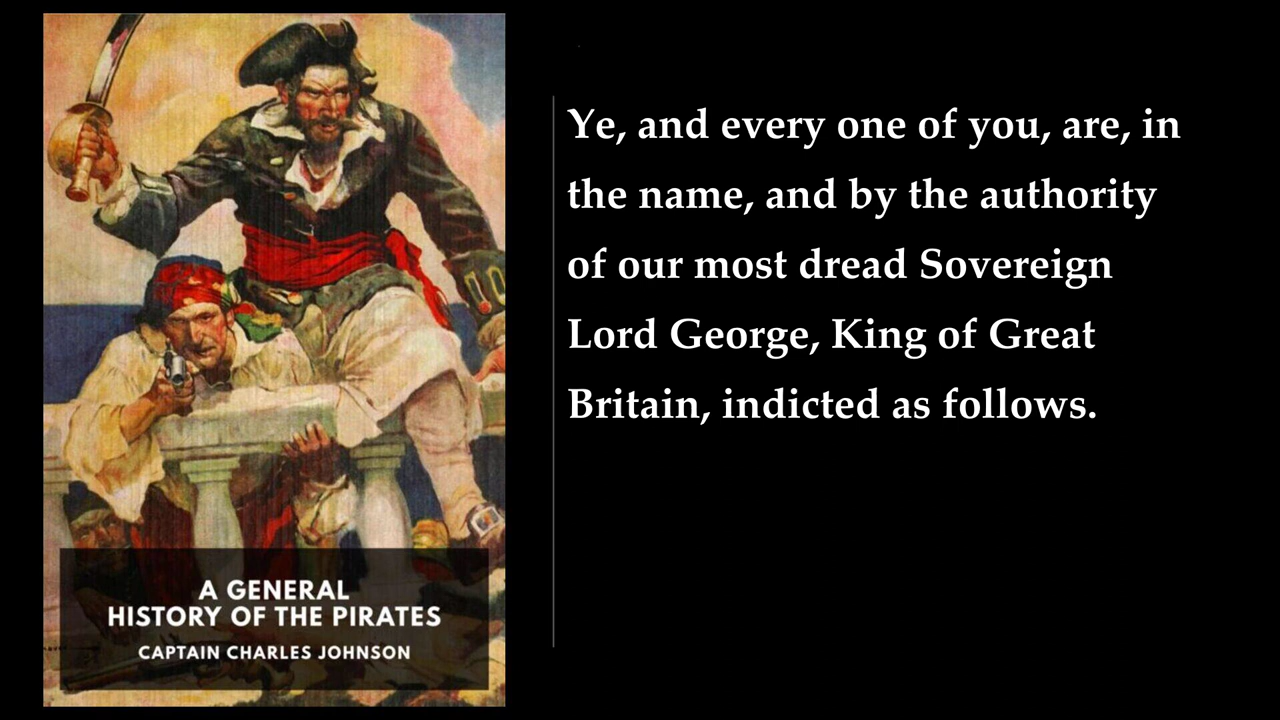 A GENERAL
HISTORY OF THE PIRATES
CAPTAIN CHARLES JOHNSON
Ye, and every one of you, are, in
the name, and by the authority
of our most dread Sovereign
Lord George, King of Great
Britain, indicted as follows.